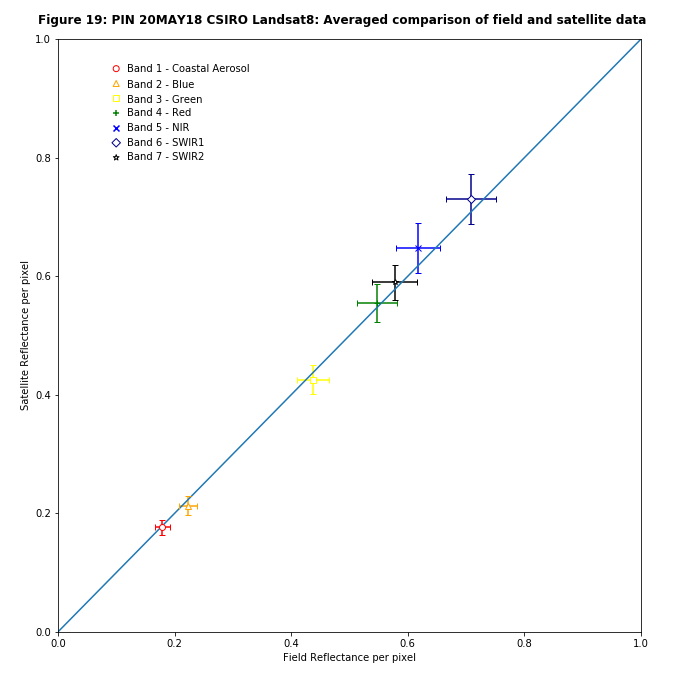 Figure 19: PIN 20MAY18 CSIRO Landsat8: Averaged comparison of field and satellite data
1.0
Band 1 - Coastal Aerosol
Band 2 - Blue
Band 3 - Green
Band 4 - Red
Band 5 - NIR
Band 6 - SWIR1
Band 7 - SWIR2
0.8
0.6
Satellite Reflectance per pixel
0.4
0.2
0.0
0.0 0.2 0.4 0.6 0.8 1.0
Field Reflectance per pixel